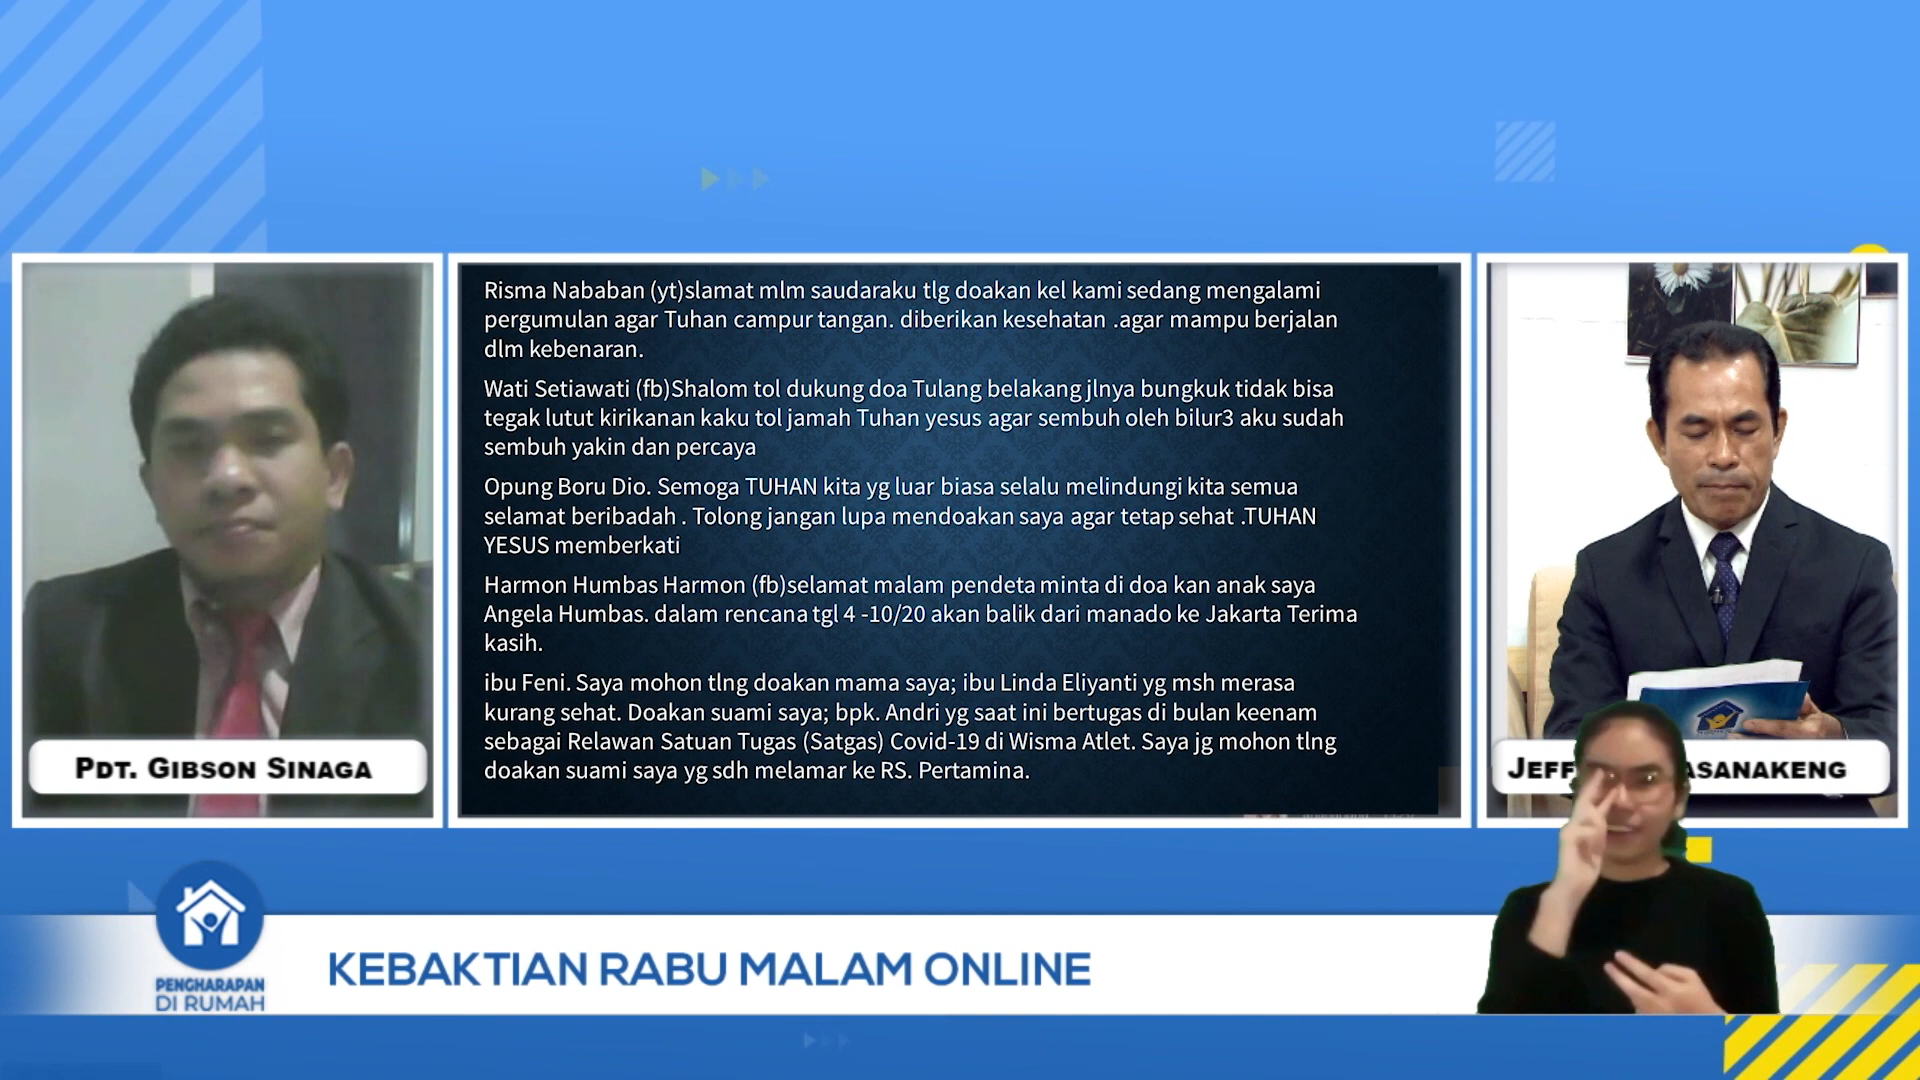 Risma Nababan (yt)slamat mlm saudaraku tlg doakan kel kami sedang mengalami
pergumulan agar Tuhan campur tangan. diberikan kesehatan .agar mampu berjalan
dlm kebenaran.
Wati Setiawati (fb)Shalom tol dukung doa Tulang belakang jlnya bungkuk tidak bisa
tegak lutut kirikanan kaku tol jamah Tuhan yesus agar sembuh oleh bilur3 aku sudah
sembuh yakin dan percaya
Opung Boru Dio. Semoga TUHAN kita yg luar biasa selalu melindungi kita semua
selamat beribadah . Tolong jangan lupa mendoakan saya agar tetap sehat .TUHAN
YESUS memberkati
Harmon Humbas Harmon (fb)selamat malam pendeta minta di doa kan anak saya
Angela Humbas. dalam rencana tgl 4 -10/20 akan balik dari manado ke Jakarta Terima
kasih.
ibu Feni. Saya mohon tlng doakan mama saya; ibu Linda Eliyanti yg msh merasa
kurang sehat. Doakan suami saya; bpk. Andri yg saat ini bertugas di bulan keenam
sebagai Relawan Satuan Tugas (Satgas) Covid-19 di Wisma Atlet. Saya jg mohon tlng
doakan suami saya yg sdh melamar ke RS. Pertamina.
PDT. GIBSON SINAGA
KEBAKTIAN RABU MALAM ONLINE
PENGHARAPAN
DI RUMAH